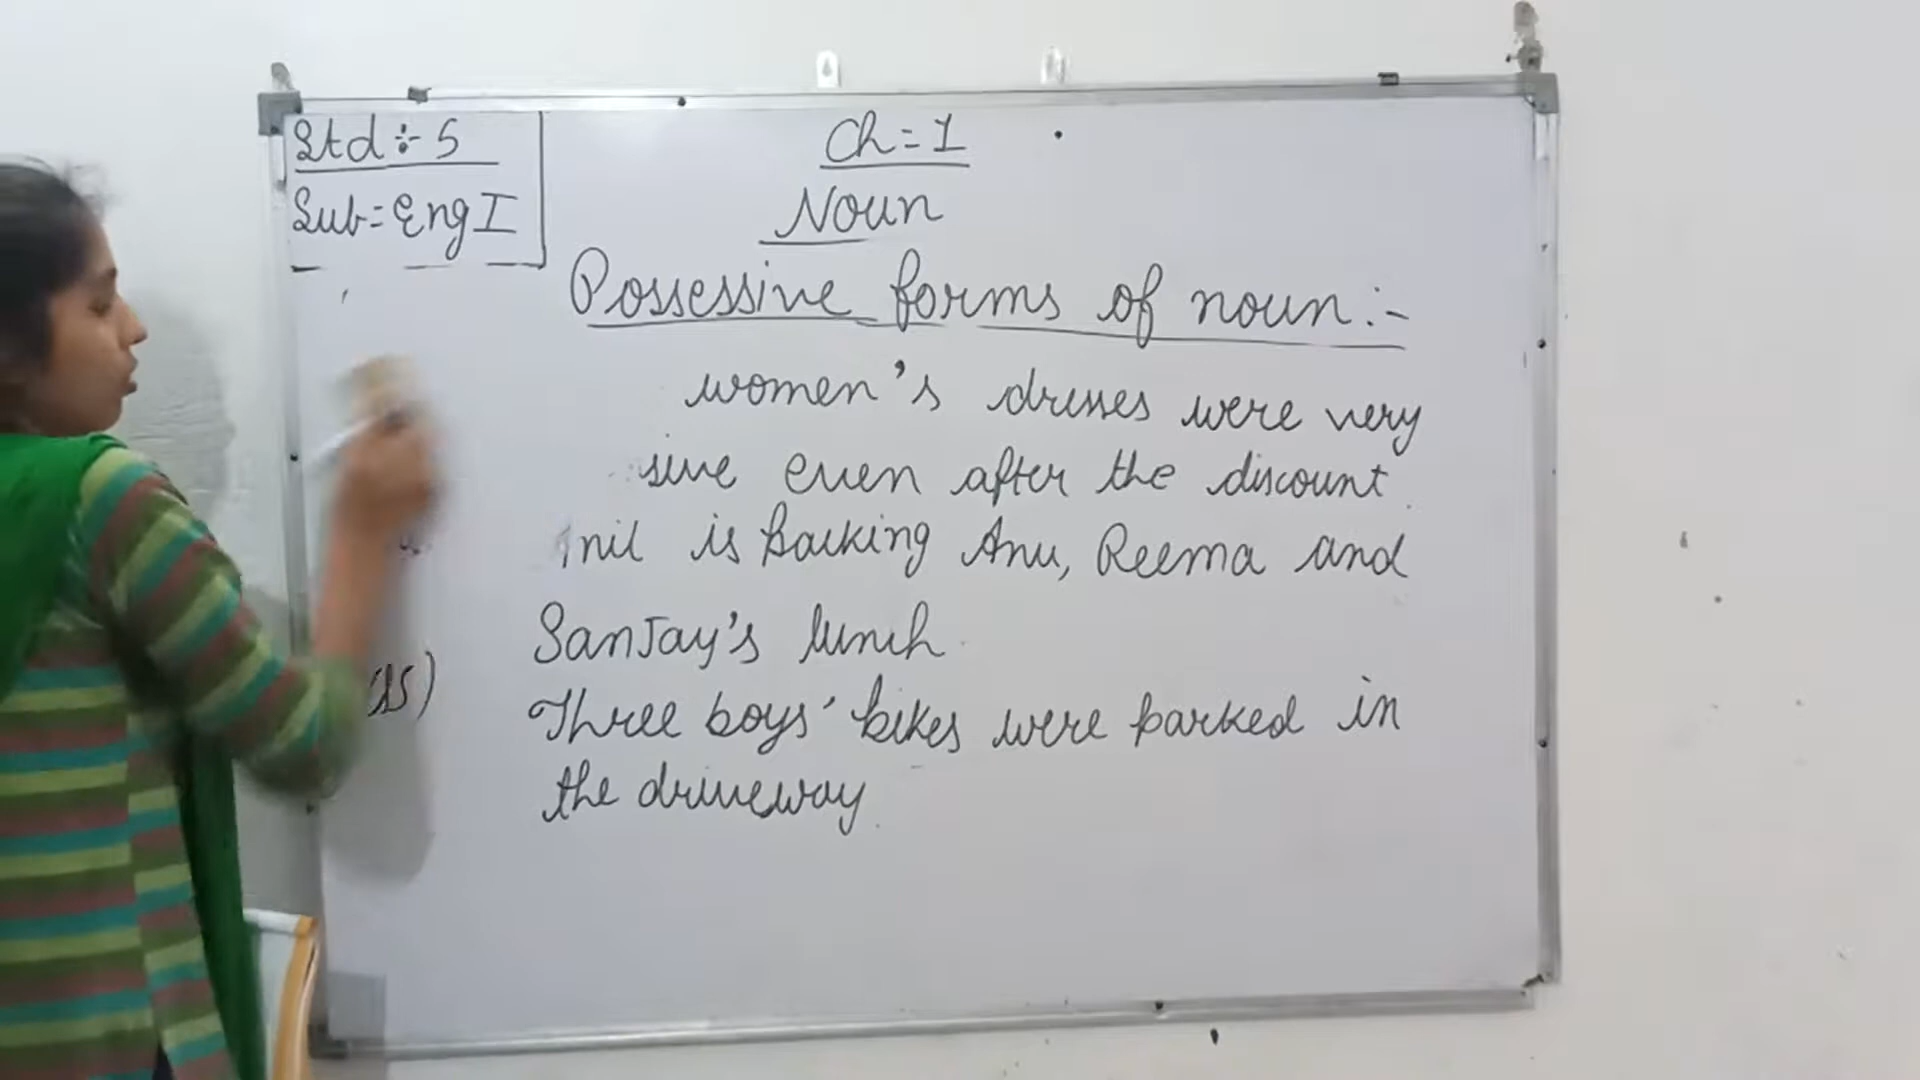 Std ÷ 5
Sub = Eng I
Ch = 1
Noun
Possessive forms of noun :-
women's dresses were very
sive even after the discount
nil is packing Anu, Reema and
Sanjay's lunch.
Three boys' bikes were parked in
the driveway.